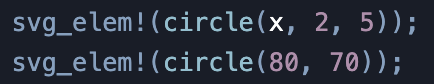 svg_elem!(circle(x, 2, 5));
svg_elem!(circle(80, 70));